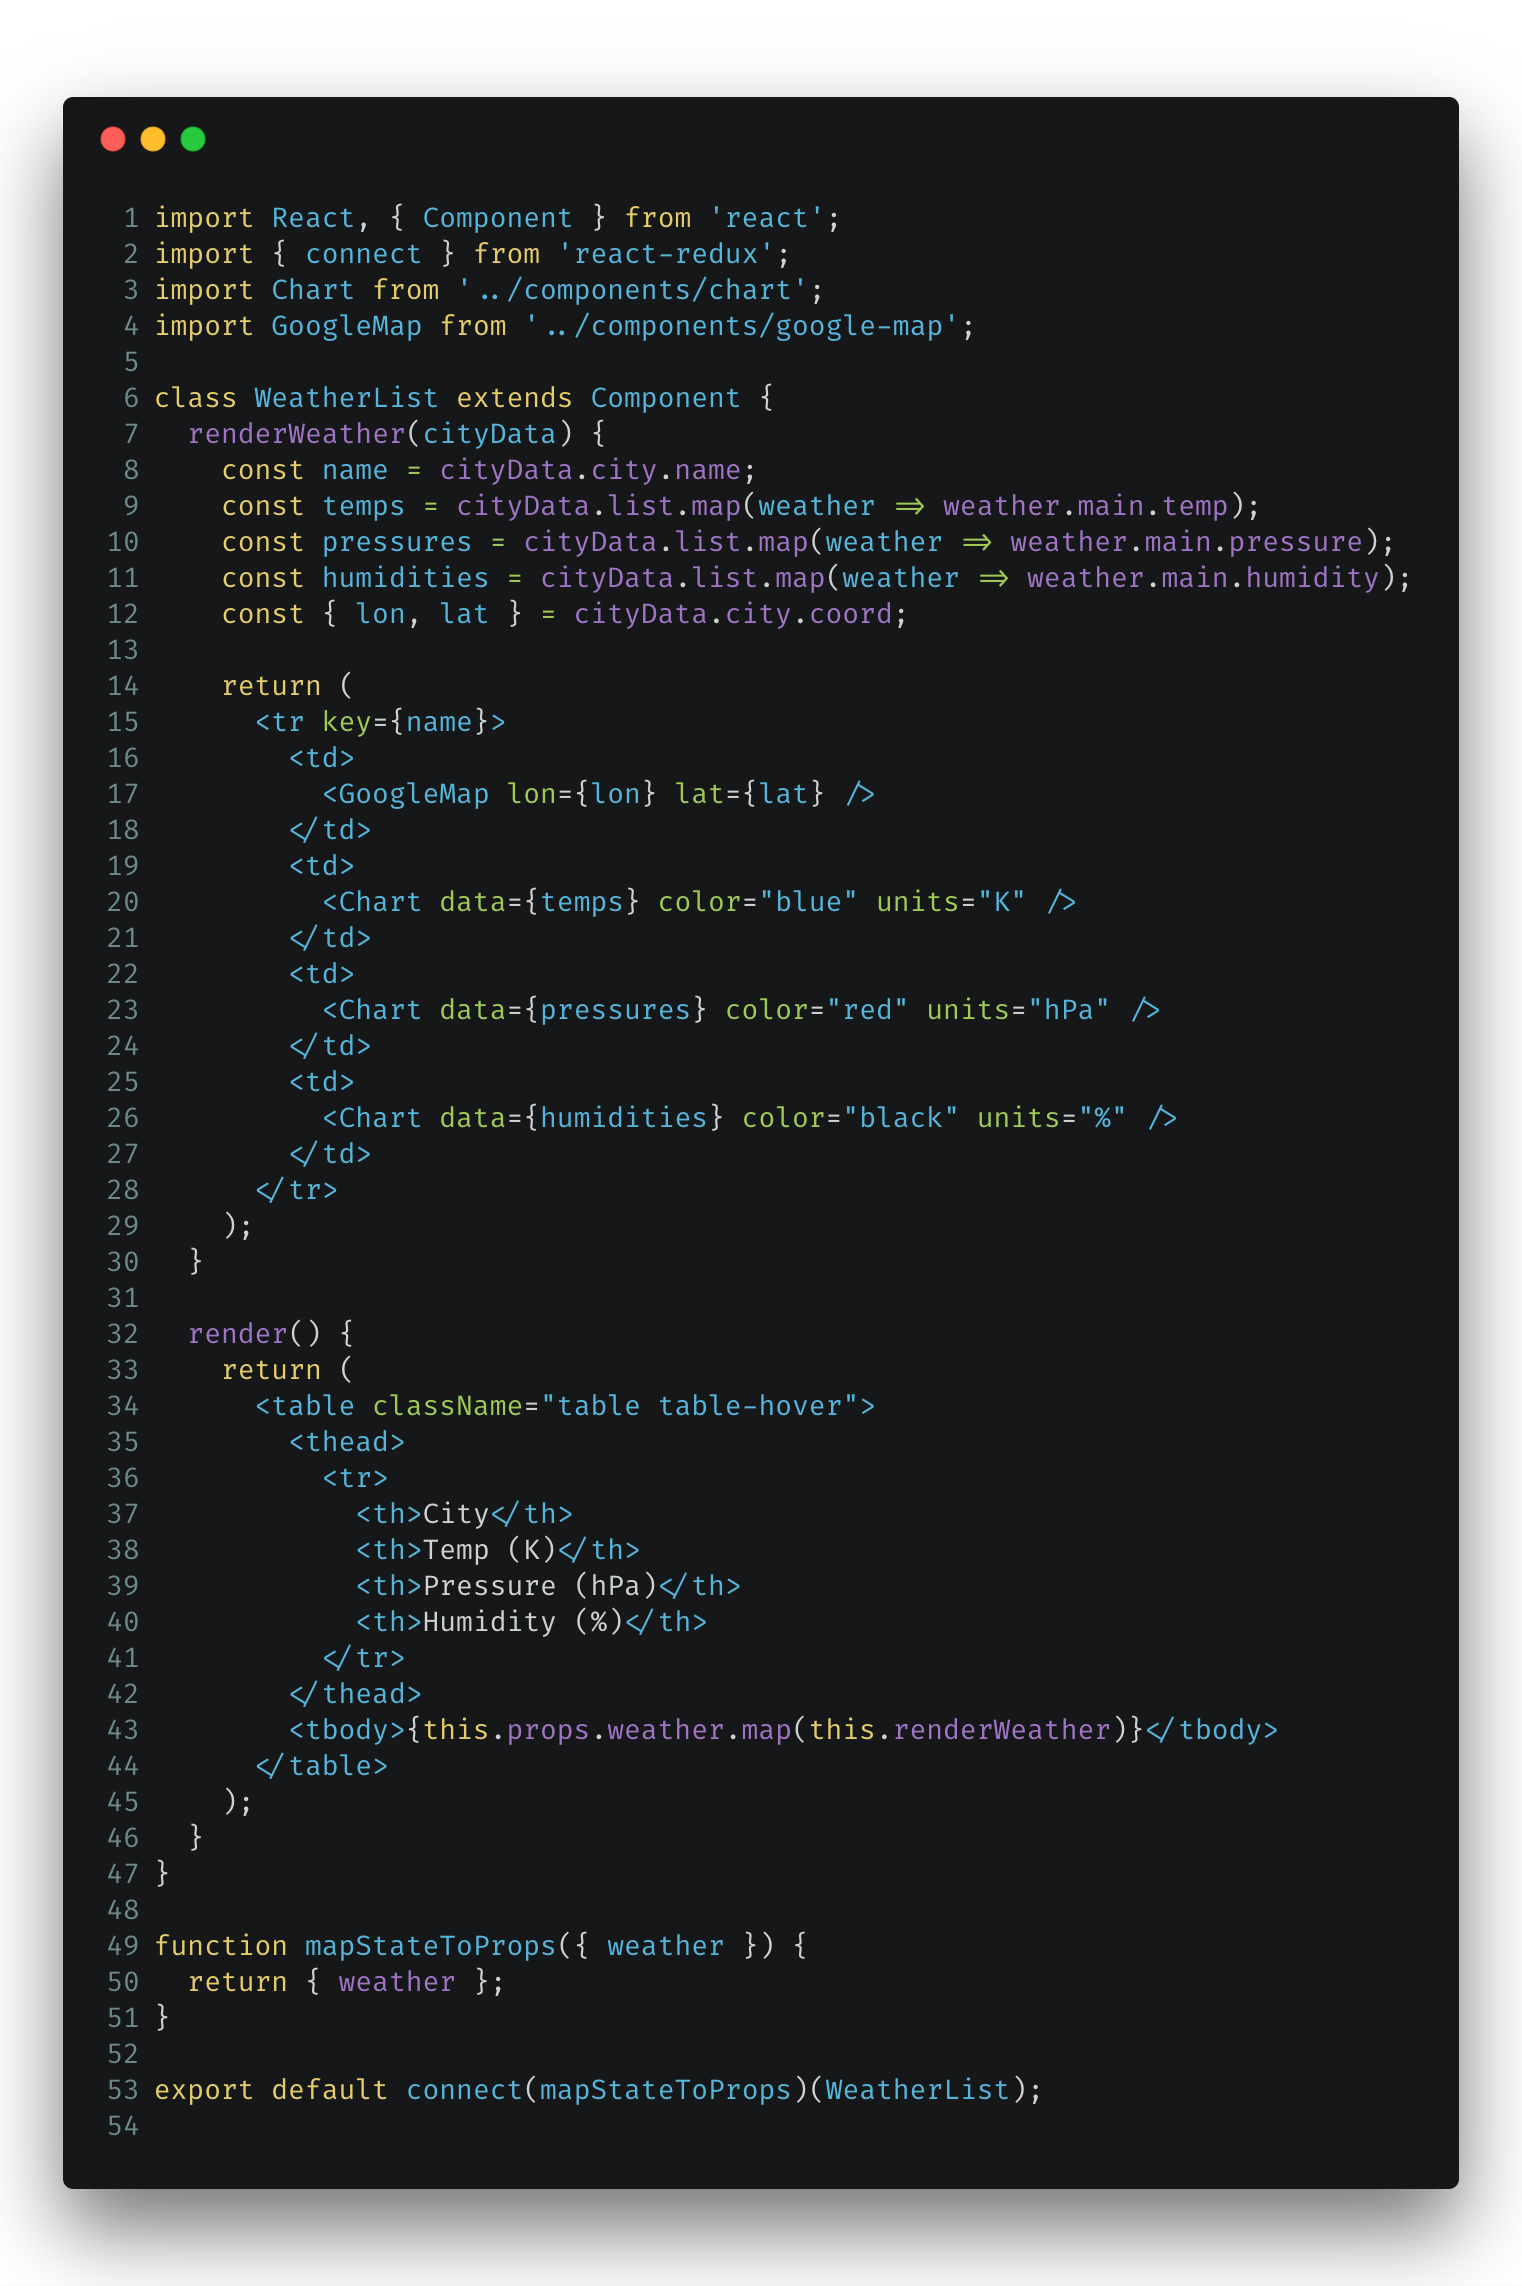 1 import React, { Component } from 'react';
2 import { connect } from 'react-redux';
3 import Chart from '../components/chart';
4 import GoogleMap from '../components/google-map';
5
6 class WeatherList extends Component {
7   renderWeather(cityData) {
8     const name = cityData.city.name;
9     const temps = cityData.list.map(weather => weather.main.temp);
10     const pressures = cityData.list.map(weather => weather.main.pressure);
11     const humidities = cityData.list.map(weather => weather.main.humidity);
12     const { lon, lat } = cityData.city.coord;
13
14     return (
15       <tr key={name}>
16         <td>
17           <GoogleMap lon={lon} lat={lat} />
18         </td>
19         <td>
20           <Chart data={temps} color="blue" units="K" />
21         </td>
22         <td>
23           <Chart data={pressures} color="red" units="hPa" />
24         </td>
25         <td>
26           <Chart data={humidities} color="black" units="%" />
27         </td>
28       </tr>
29     );
30   }
31
32   render() {
33     return (
34       <table className="table table-hover">
35         <thead>
36           <tr>
37             <th>City</th>
38             <th>Temp (K)</th>
39             <th>Pressure (hPa)</th>
40             <th>Humidity (%)</th>
41           </tr>
42         </thead>
43         <tbody>{this.props.weather.map(this.renderWeather)}</tbody>
44       </table>
45     );
46   }
47 }
48
49 function mapStateToProps({ weather }) {
50   return { weather };
51 }
52
53 export default connect(mapStateToProps)(WeatherList);
54